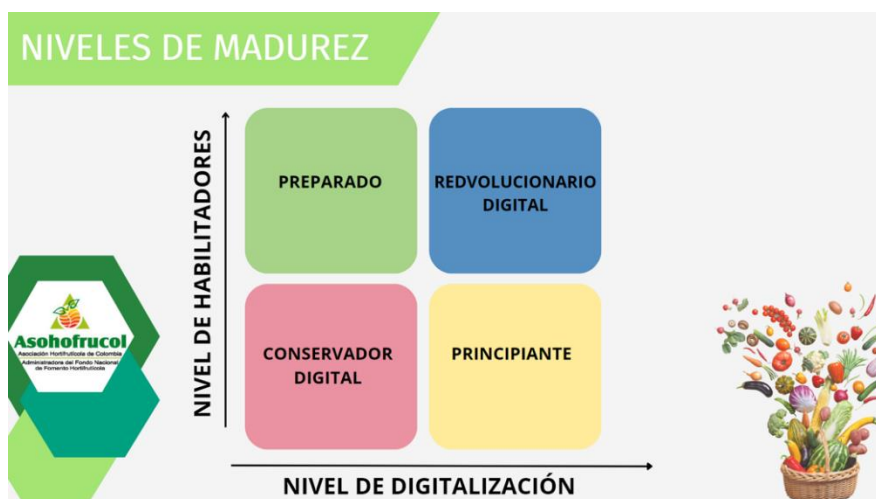 NIVELES DE MADUREZ
NIVEL DE HABILITADORES
PREPARADO
REDVOLUCIONARIO
DIGITAL
CONSERVADOR
DIGITAL
PRINCIPIANTE
NIVEL DE DIGITALIZACIÓN
Asohofrucol
Asociación Hortifrutícola de Colombia
Administradora del Fondo Nacional
de Fomento Hortifrutícola